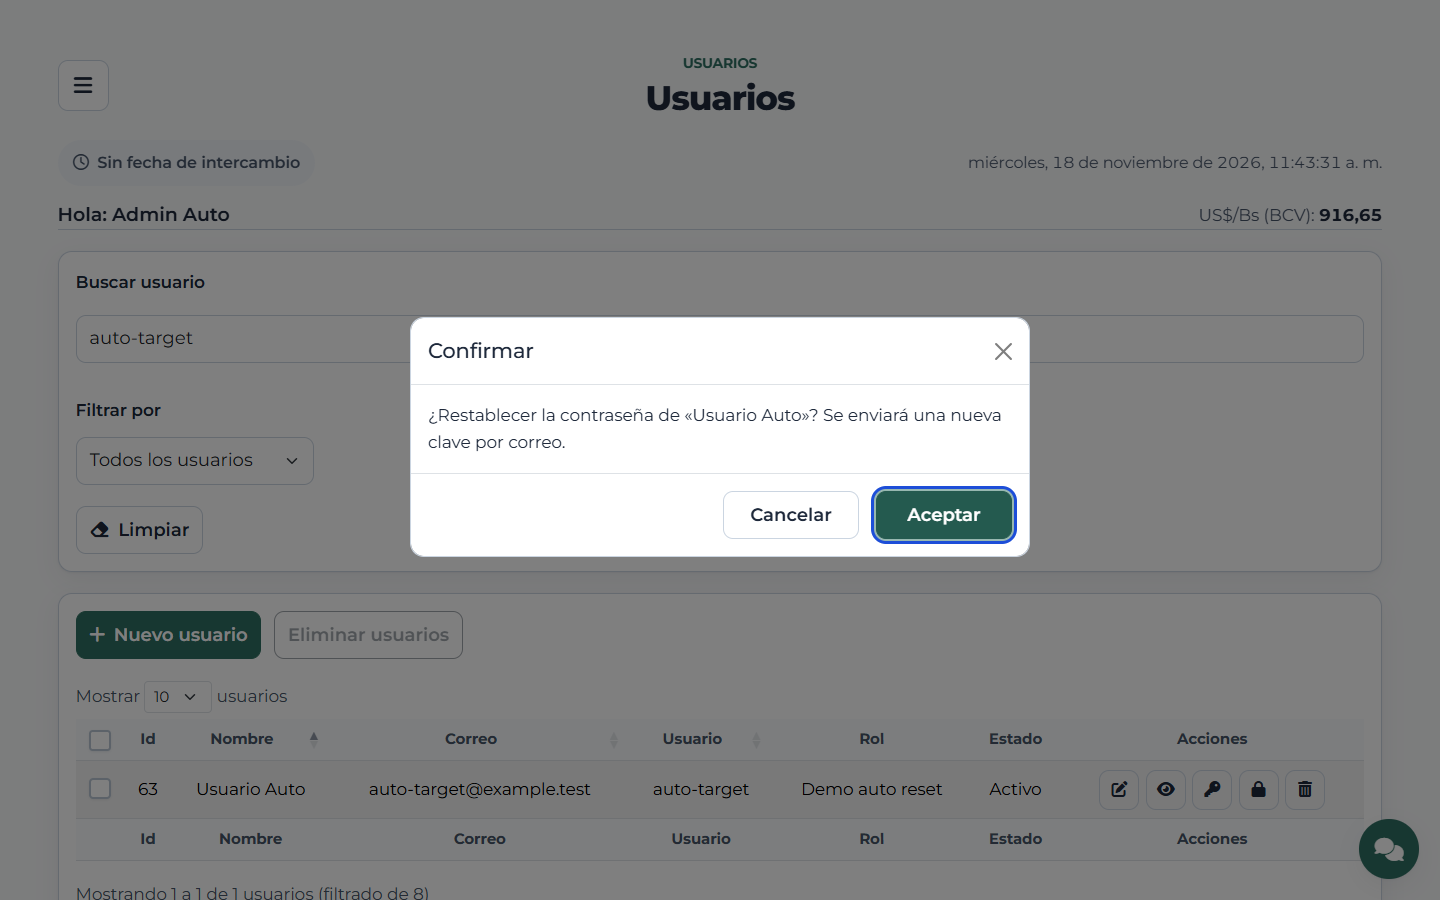 USUARIOS
Usuarios
Sin fecha de intercambio
miércoles, 18 de noviembre de 2026, 11:43:31 a. m.
Hola: Admin Auto
US$/Bs (BCV): 916,65
Buscar usuario
auto-target
Filtrar por
Todos los usuarios
Limpiar
Confirmar
¿Restablecer la contraseña de «Usuario Auto»? Se enviará una nueva
clave por correo.
Cancelar
Aceptar
Nuevo usuario
Eliminar usuarios
Mostrar 10 usuarios
Id Nombre Correo Usuario Rol Estado Acciones
63 Usuario Auto auto-target@example.test auto-target Demo auto reset Activo
Id Nombre Correo Usuario Rol Estado Acciones
Mostrando 1 a 1 de 1 usuarios (filtrado de 8)